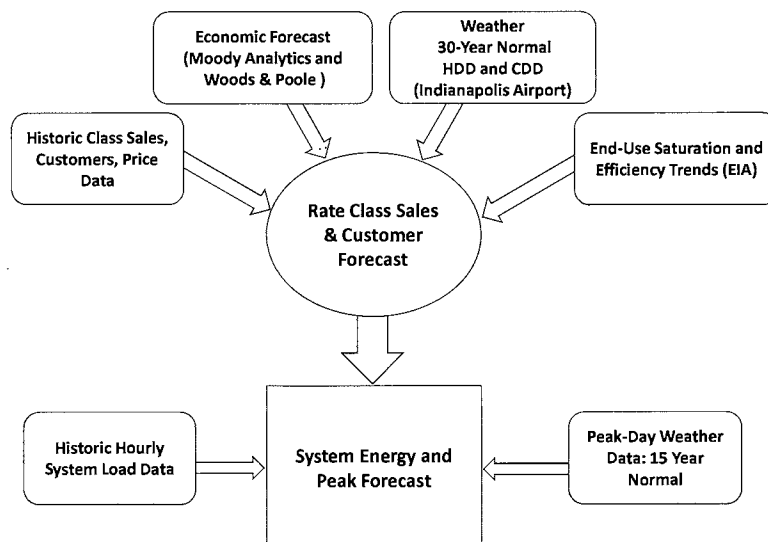 Economic Forecast
(Moody Analytics and
Woods & Poole )
Weather
30-Year Normal
HDD and CDD
(Indianapolis Airport)
Historic Class Sales,
Customers, Price
Data
End-Use Saturation and
Efficiency Trends (EIA)
Rate Class Sales
& Customer
Forecast
Historic Hourly
System Load Data
System Energy and
Peak Forecast
Peak-Day Weather
Data: 15 Year
Normal